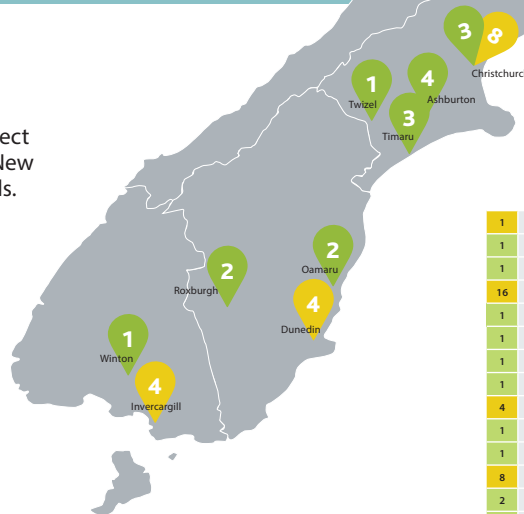 3
8
Christchurc
1
Twizel
4
Ashburton
3
Timaru
ect
New
ls.
2
Oamaru
2
Roxburgh
4
Dunedin
1
Winton
4
Invercargill
1
1
1
16
1
1
1
1
4
1
1
8
2